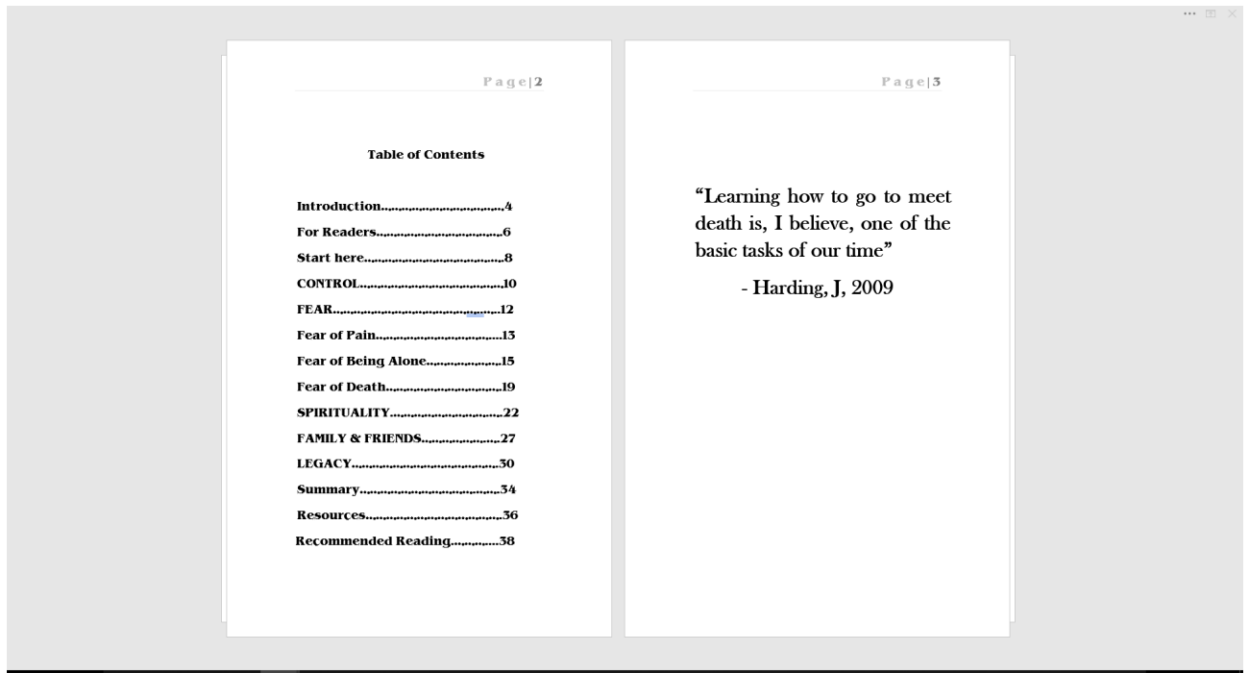 Page|2
Table of Contents
Introduction....................................4
For Readers....................................6
Start here........................................8
CONTROL.........................................10
FEAR................................................12
Fear of Pain....................................13
Fear of Being Alone.....................15
Fear of Death.................................19
SPIRITUALITY................................22
FAMILY & FRIENDS......................27
LEGACY..........................................30
Summary........................................34
Resources.......................................36
Recommended Reading..............38
Page|3
“Learning how to go to meet
death is, I believe, one of the
basic tasks of our time”
- Harding, J, 2009